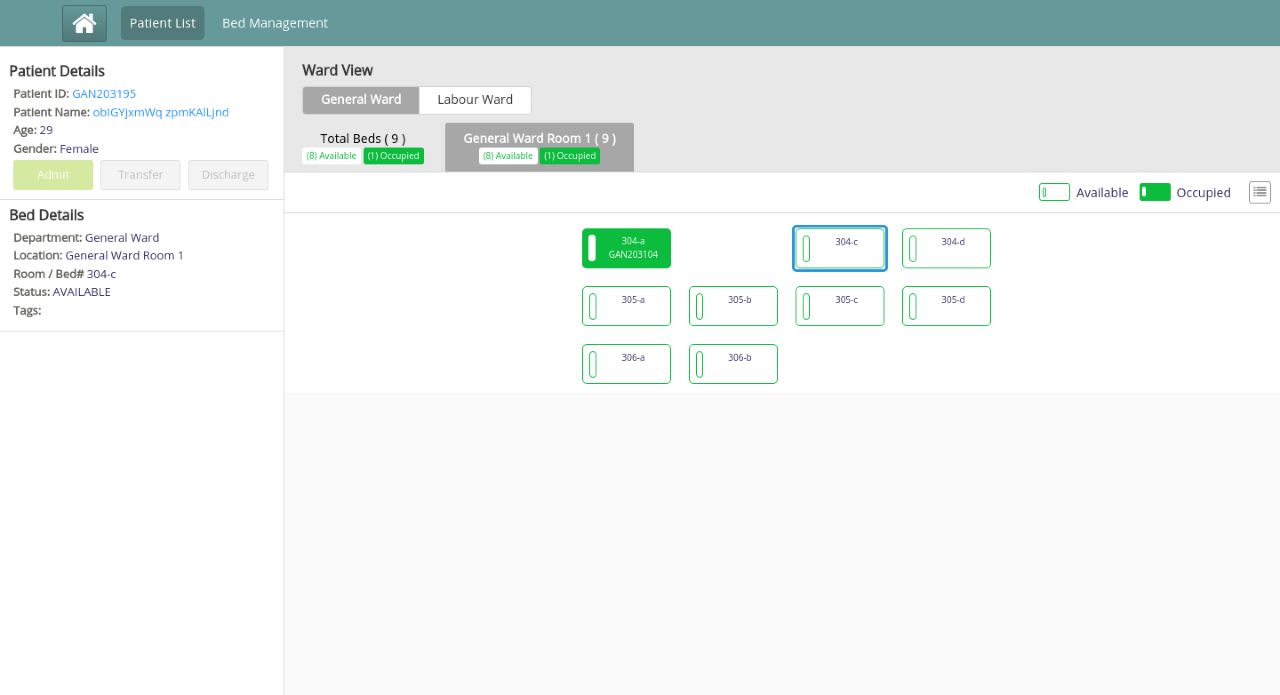 Patient List
Bed Management
Patient Details
Patient ID: GAN203195
Patient Name: obIGYjxmWq zpmKAlLjnd
Age: 29
Gender: Female
Admit
Transfer
Discharge
Bed Details
Department: General Ward
Location: General Ward Room 1
Room / Bed# 304-c
Status: AVAILABLE
Tags:
Ward View
General Ward
Labour Ward
Total Beds ( 9 )
(8) Available (1) Occupied
General Ward Room 1 ( 9 )
(8) Available (1) Occupied
Available
Occupied
304-a
GAN203104
304-c
304-d
305-a
305-b
305-c
305-d
306-a
306-b